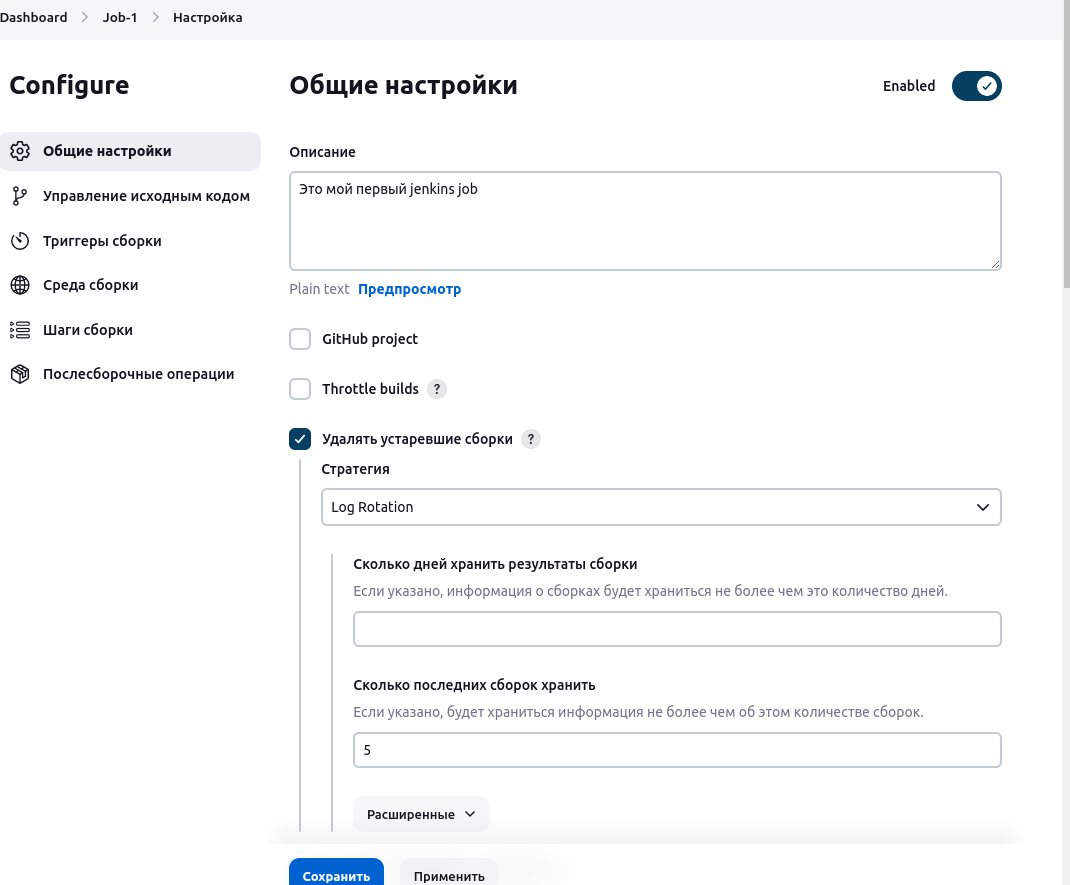 Dashboard > Job-1 > Настройка
Configure
Общие настройки
Управление исходным кодом
Триггеры сборки
Среда сборки
Шаги сборки
Послесборочные операции
Общие настройки
Enabled
Описание
Это мой первый jenkins job
Plain text Предпросмотр
GitHub project
Throttle builds ?
Удалять устаревшие сборки ?
Стратегия
Log Rotation
Сколько дней хранить результаты сборки
Если указано, информация о сборках будет храниться не более чем это количество дней.
Сколько последних сборок хранить
Если указано, будет храниться информация не более чем об этом количестве сборок.
5
Расширенные
Сохранить Применить